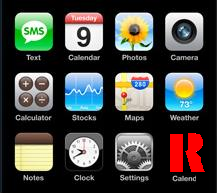 SMS Tuesday 9
Text Calendar Photos Camera
280 73°
Calculator Stocks Maps Weather
R
Notes Clock Settings Calend